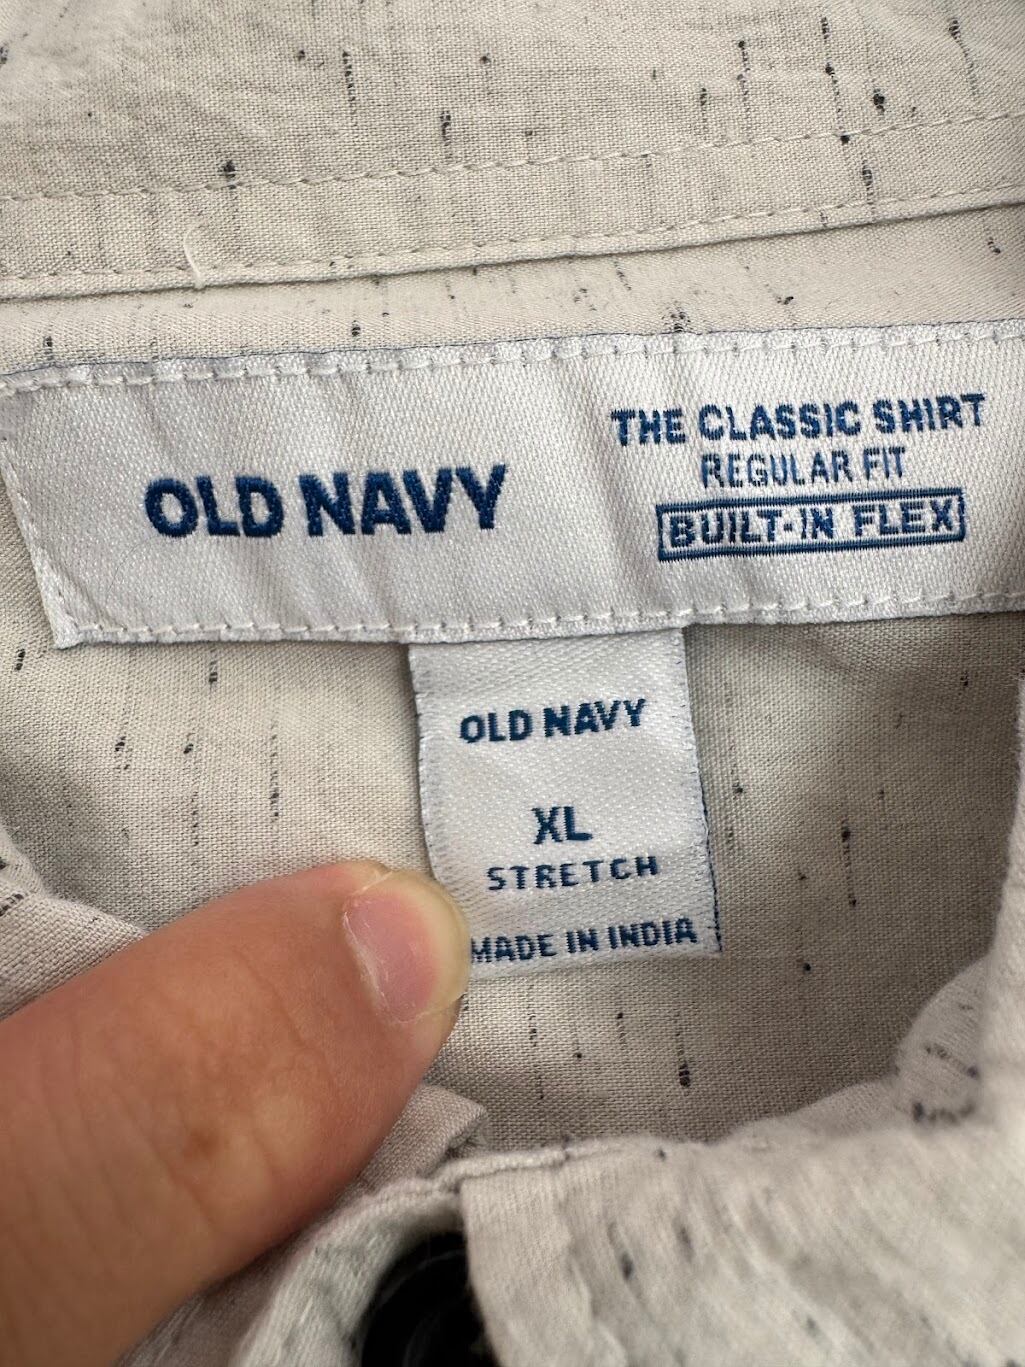 OLD NAVY
THE CLASSIC SHIRT
REGULAR FIT
BUILT-IN FLEX
OLD NAVY
XL
STRETCH
MADE IN INDIA